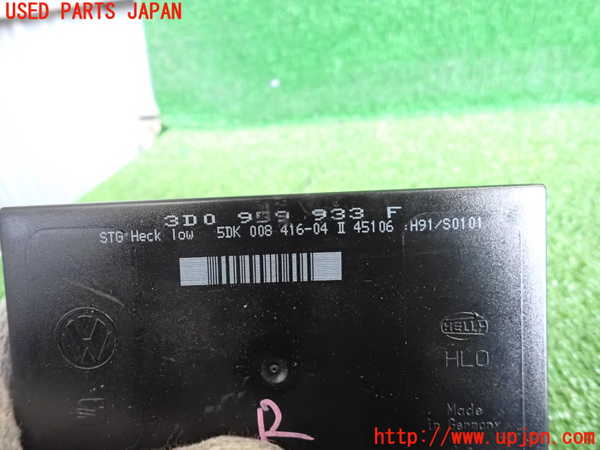 USED PARTS JAPAN
3D0 959 933 F
STG Heck low 5DK 008 416-04 II 45106 :H91/S0101
VW
HELLA
HLO
Made
in Germany
R
http://www.upjpn.com/